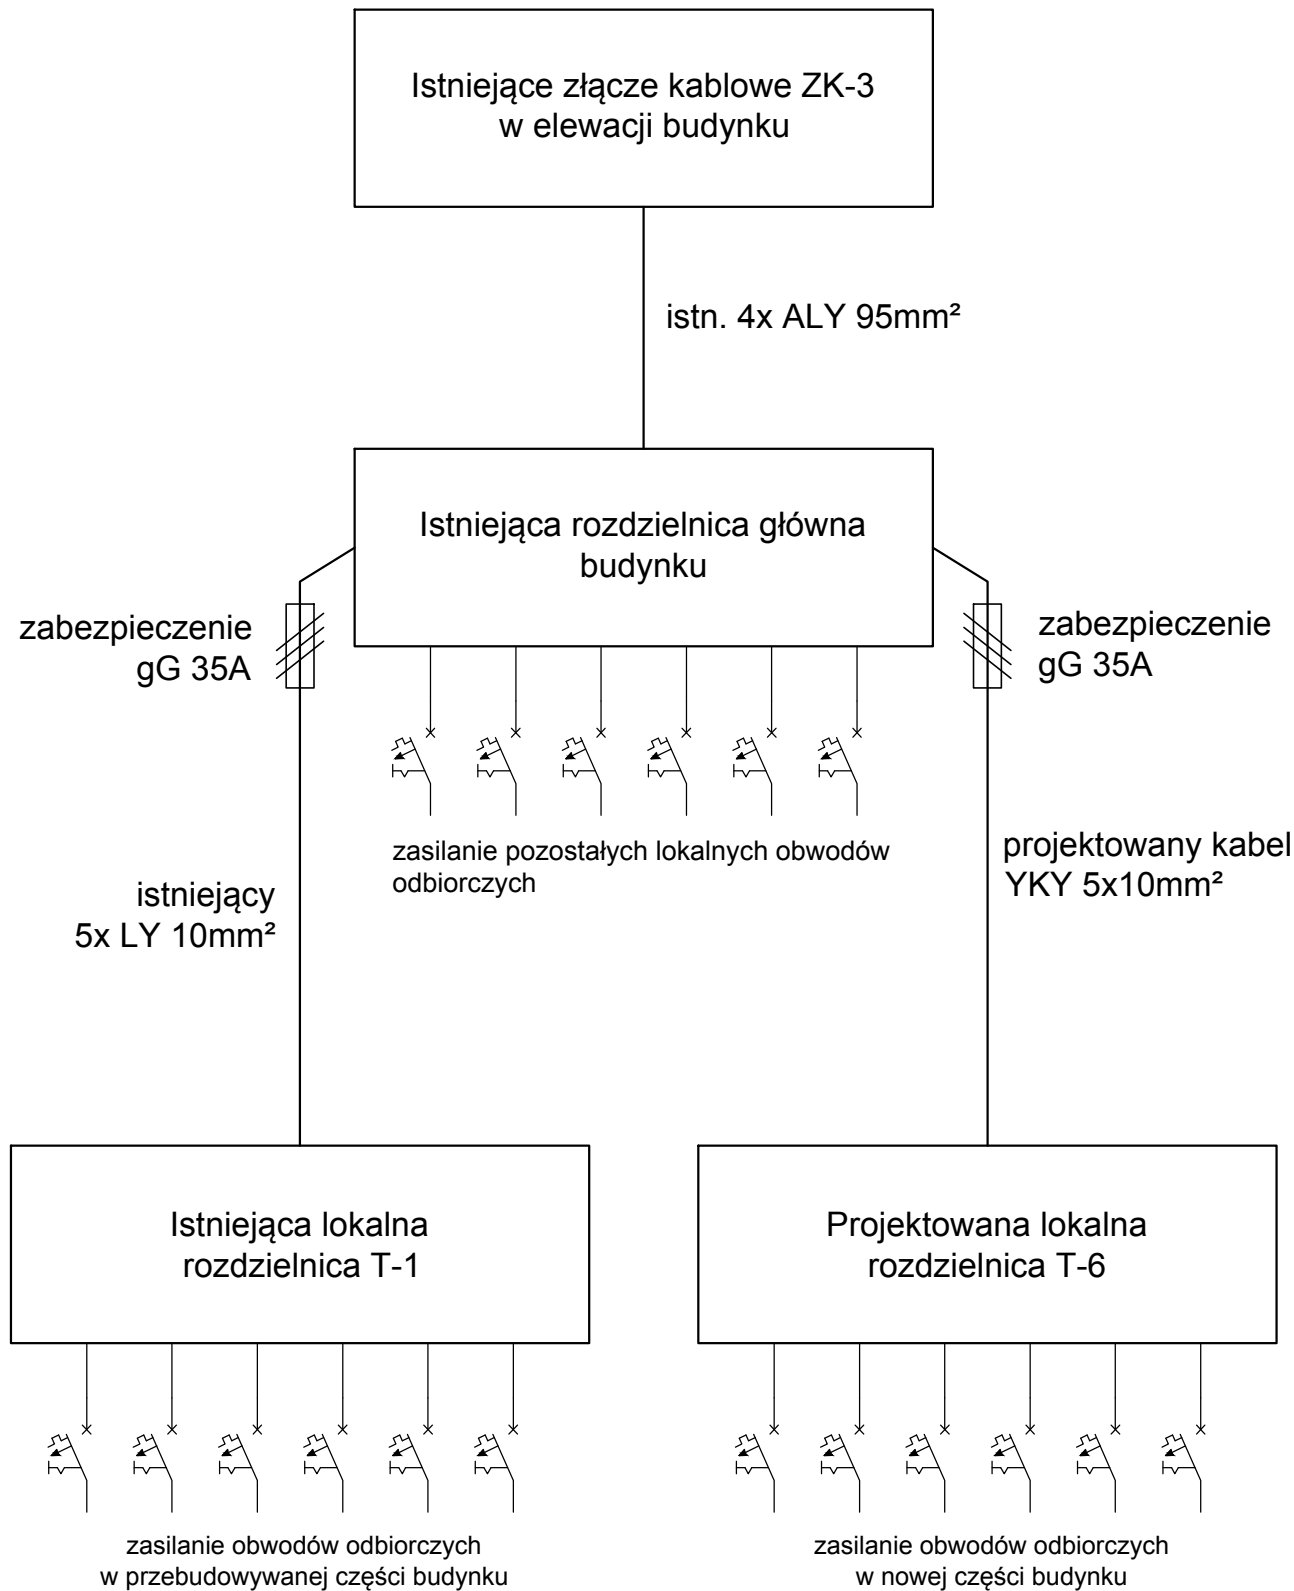 Istniejące złącze kablowe ZK-3
w elewacji budynku
istn. 4x ALY 95mm²
Istniejąca rozdzielnica główna
budynku
zabezpieczenie
gG 35A
zabezpieczenie
gG 35A
zasilanie pozostałych lokalnych obwodów
odbiorczych
projektowany kabel
YKY 5x10mm²
istniejący
5x LY 10mm²
Istniejąca lokalna
rozdzielnica T-1
Projektowana lokalna
rozdzielnica T-6
zasilanie obwodów odbiorczych
w przebudowywanej części budynku
zasilanie obwodów odbiorczych
w nowej części budynku